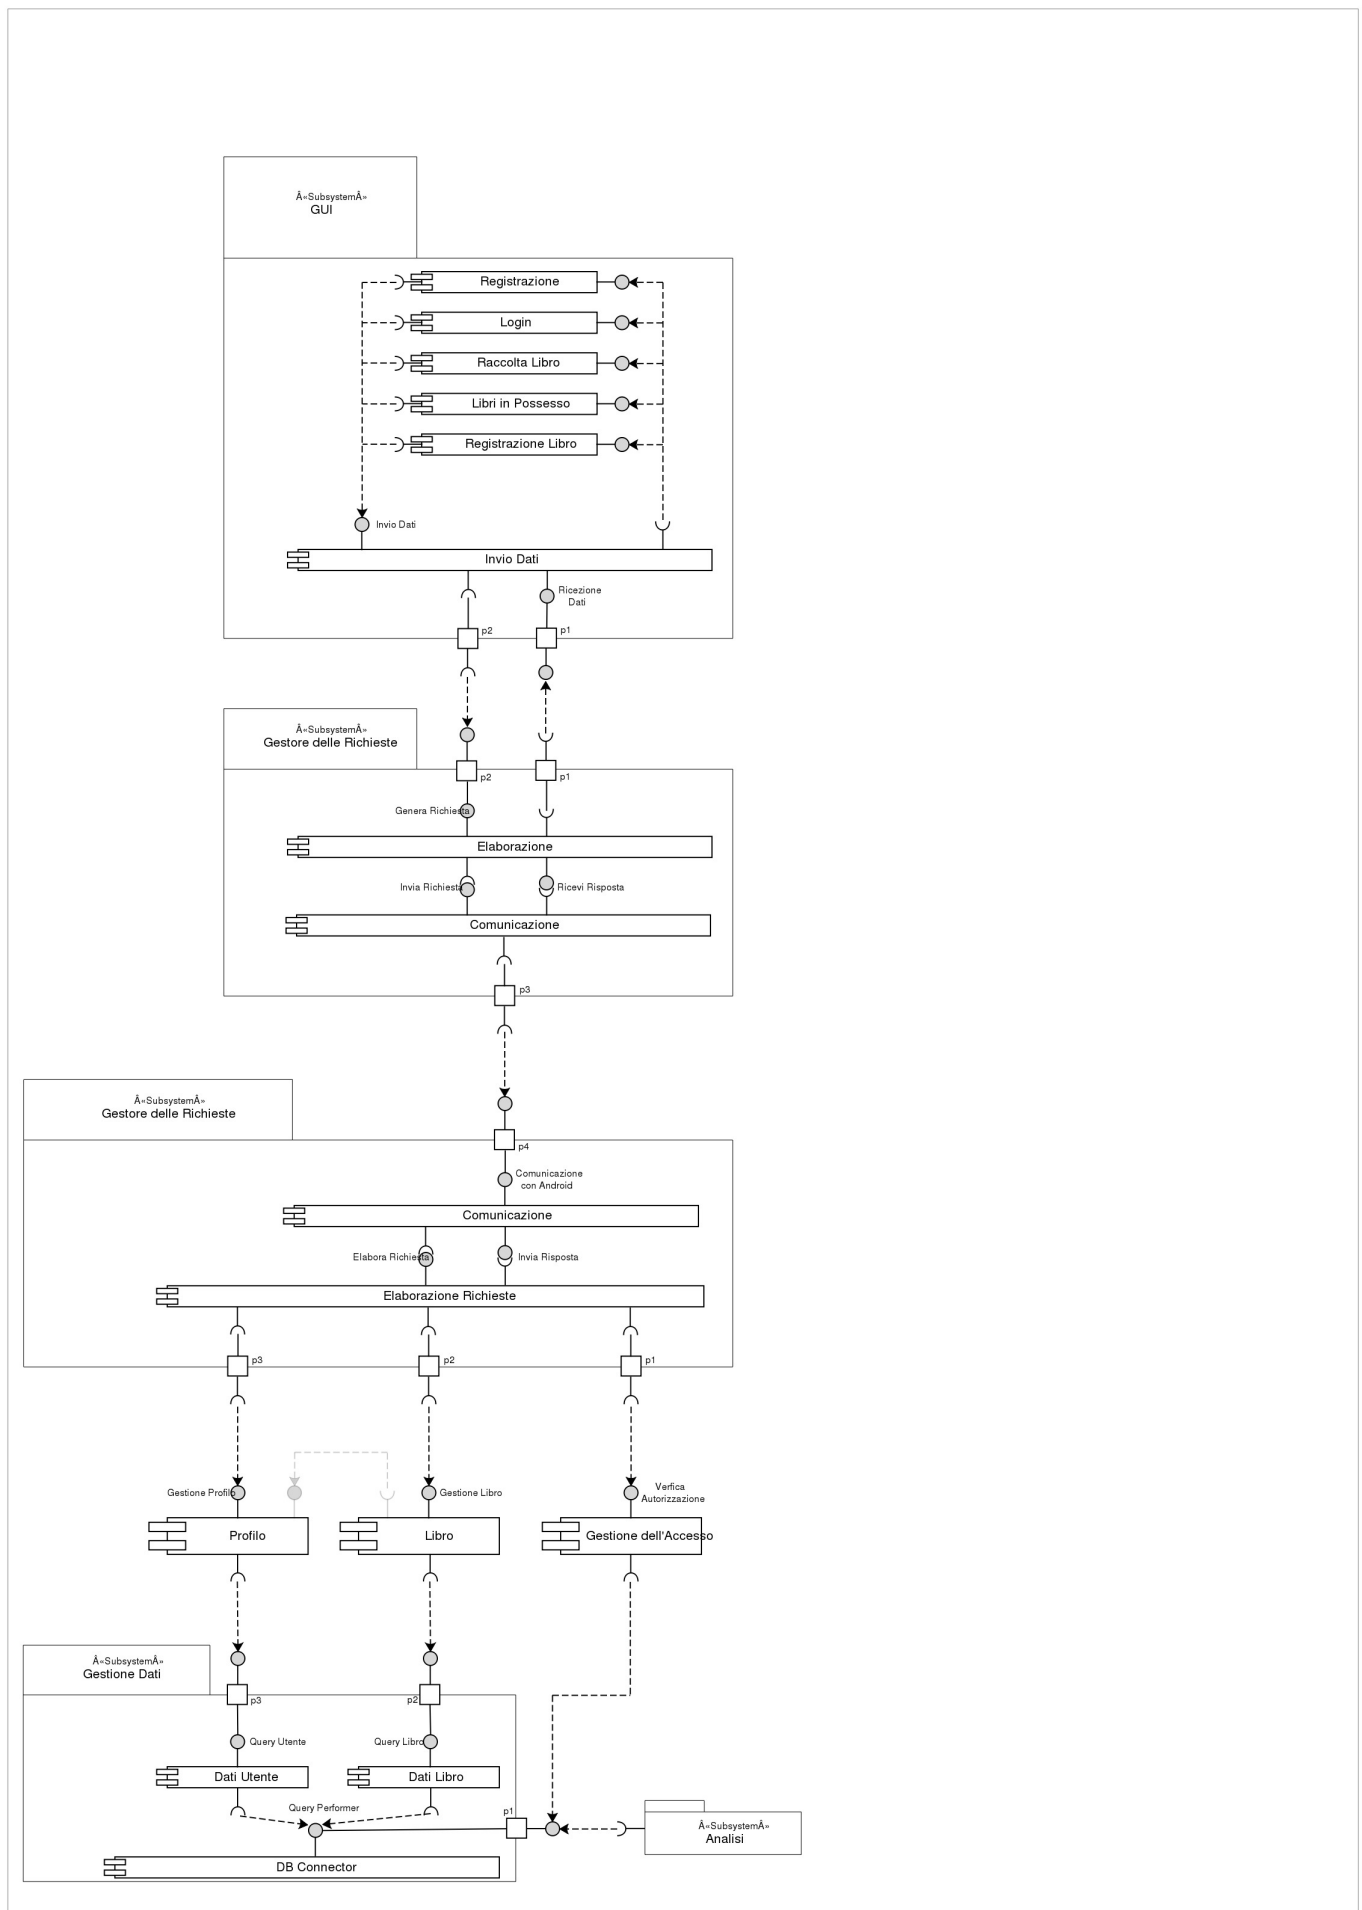 Â«SubsystemÂ»
GUI
Registrazione
Login
Raccolta Libro
Libri in Possesso
Registrazione Libro
Invio Dati
Invio Dati
Ricezione
Dati
p2
p1
Â«SubsystemÂ»
Gestore delle Richieste
p2
p1
Genera Richiesta
Elaborazione
Invia Richiesta
Ricevi Risposta
Comunicazione
p3
Â«SubsystemÂ»
Gestore delle Richieste
p4
Comunicazione
con Android
Comunicazione
Elabora Richiesta
Invia Risposta
Elaborazione Richieste
p3
p2
p1
Gestione Profilo
Gestione Libro
Verfica
Autorizzazione
Profilo
Libro
Gestione dell'Accesso
Â«SubsystemÂ»
Gestione Dati
p3
p2
Query Utente
Query Libro
Dati Utente
Dati Libro
Query Performer
p1
Â«SubsystemÂ»
Analisi
DB Connector